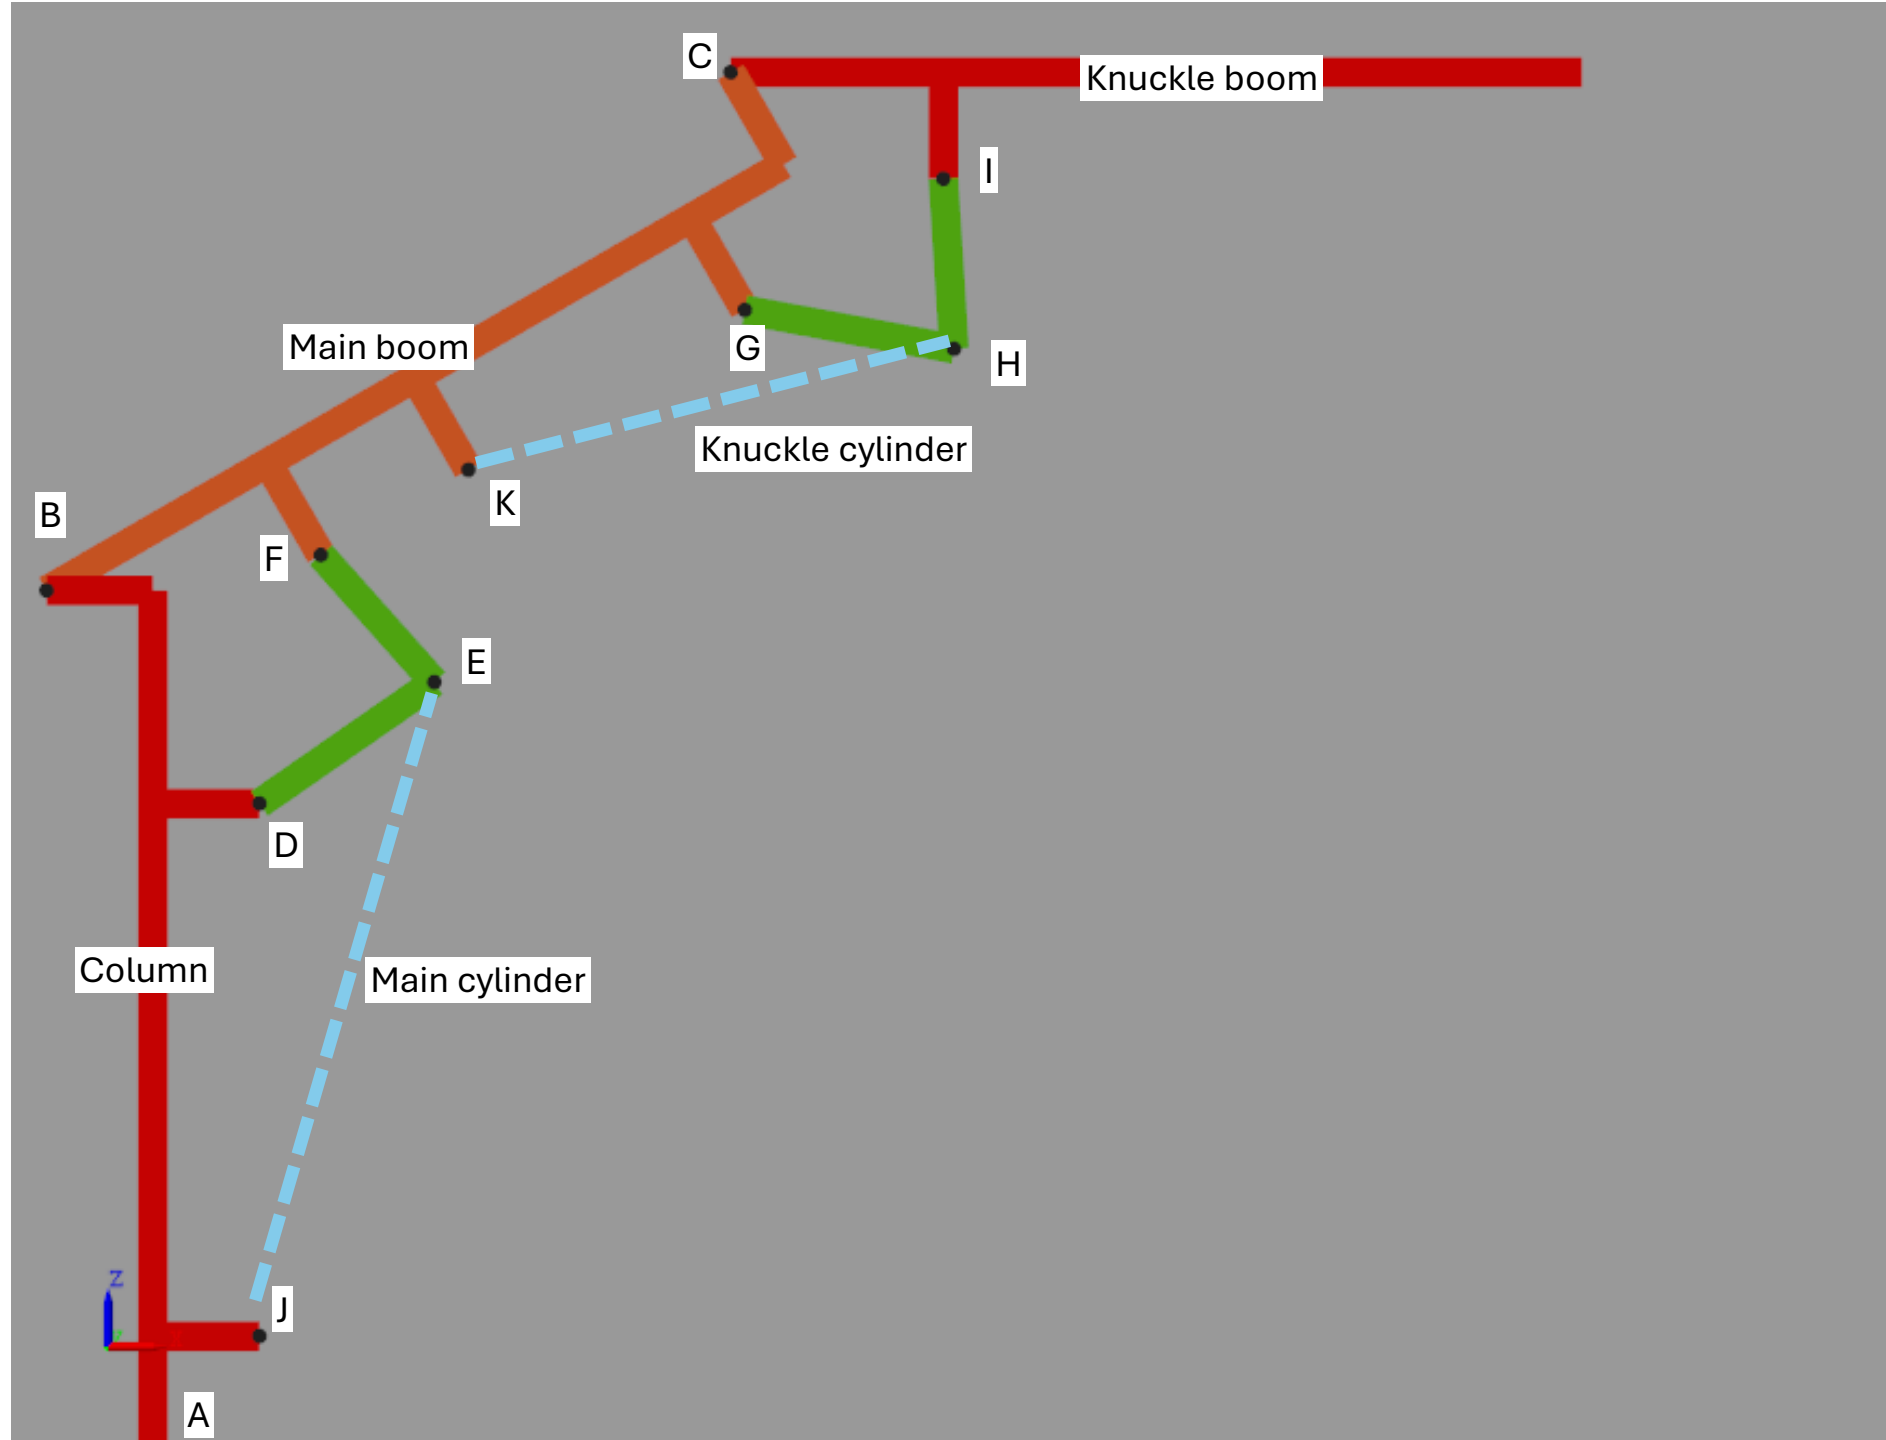 C
Knuckle boom
I
Main boom
G
H
Knuckle cylinder
K
B
F
E
D
Column
Main cylinder
z
J
A